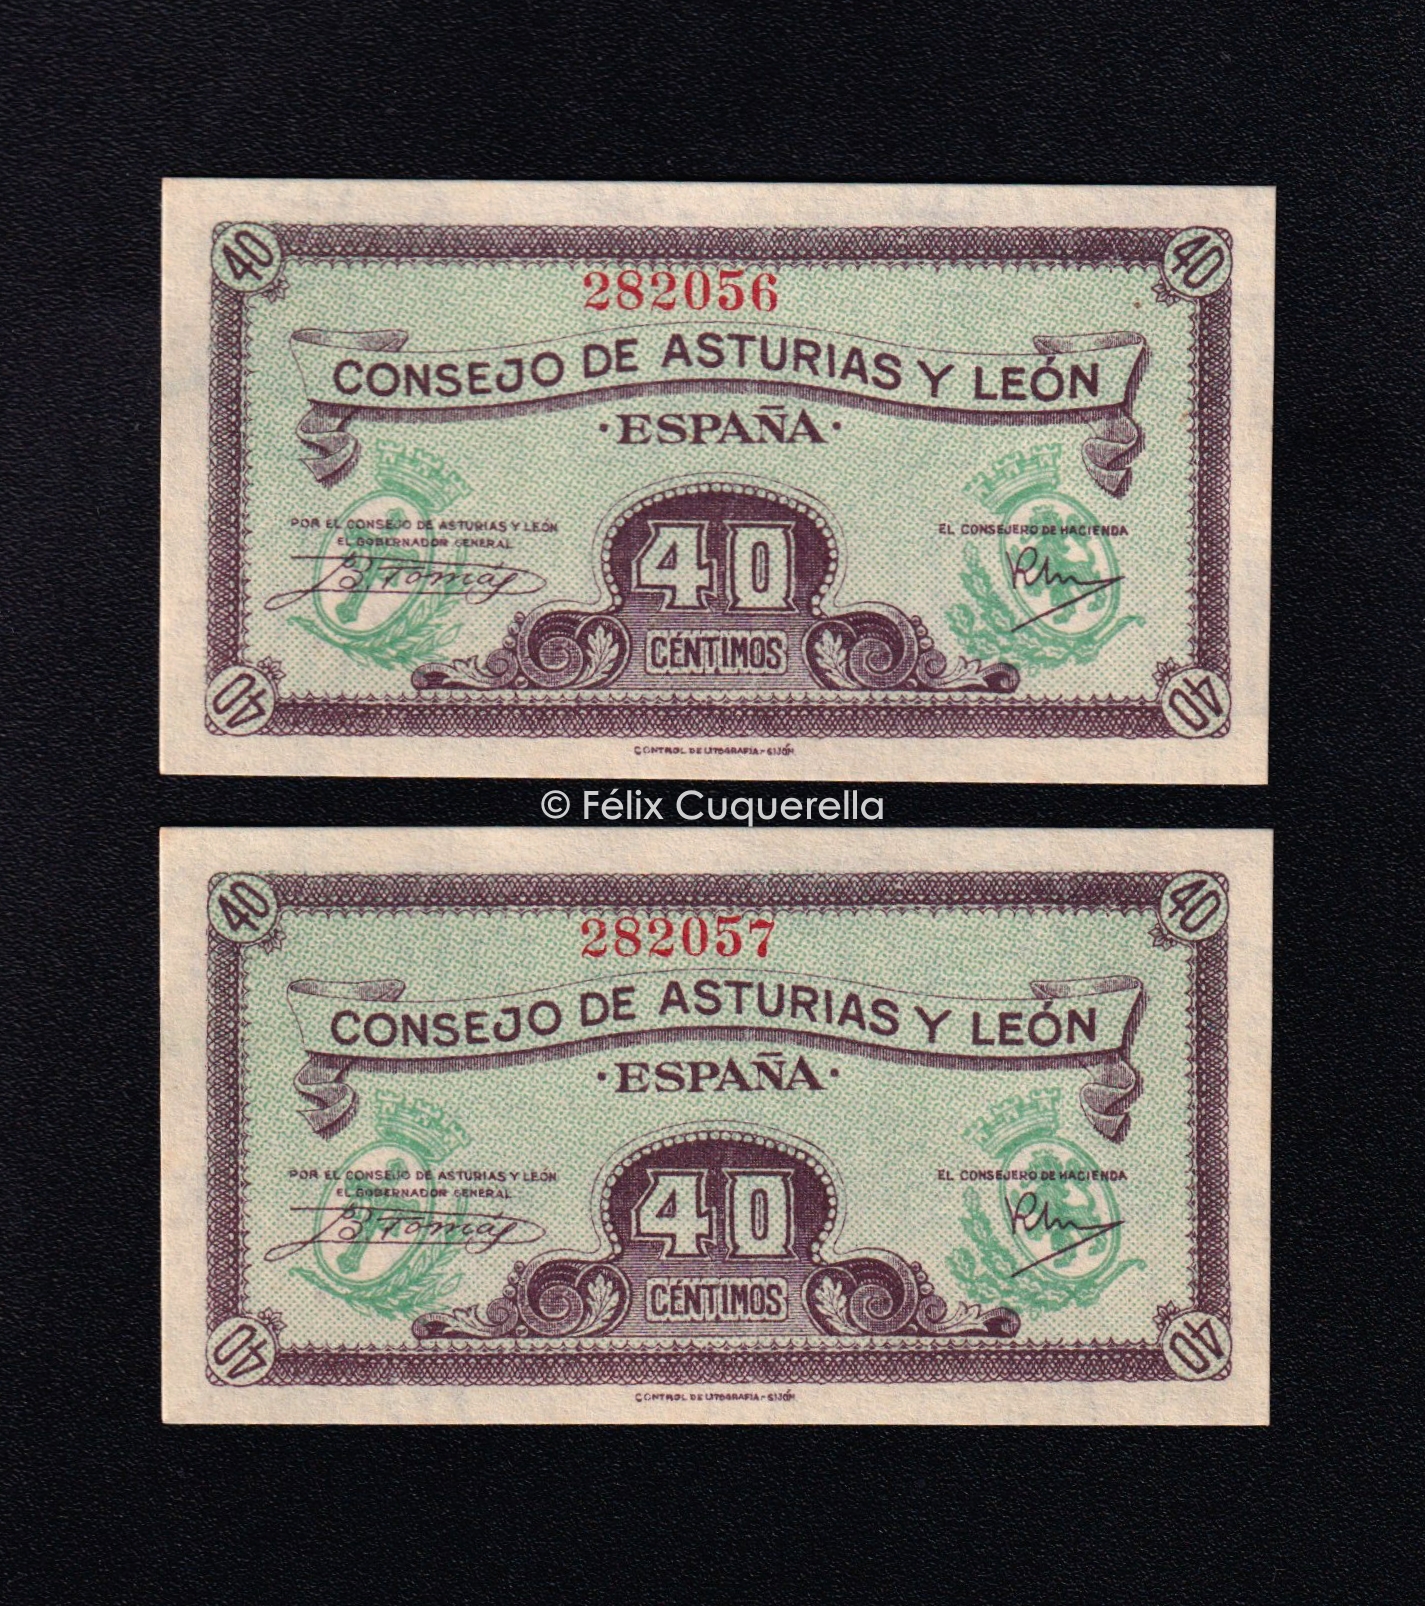 40 40
282056
CONSEJO DE ASTURIAS Y LEÓN
·ESPAÑA·
POR EL CONSEJO DE ASTURIAS Y LEÓN
EL GOBERNADOR GENERAL
B Tomás
EL CONSEJERO DE HACIENDA
40
CÉNTIMOS
40 40
CONTROL DE LITOGRAFIA-GIJÓN
© Félix Cuquerella
40 40
282057
CONSEJO DE ASTURIAS Y LEÓN
·ESPAÑA·
POR EL CONSEJO DE ASTURIAS Y LEÓN
EL GOBERNADOR GENERAL
B Tomás
EL CONSEJERO DE HACIENDA
40
CÉNTIMOS
40 40
CONTROL DE LITOGRAFIA-GIJÓN